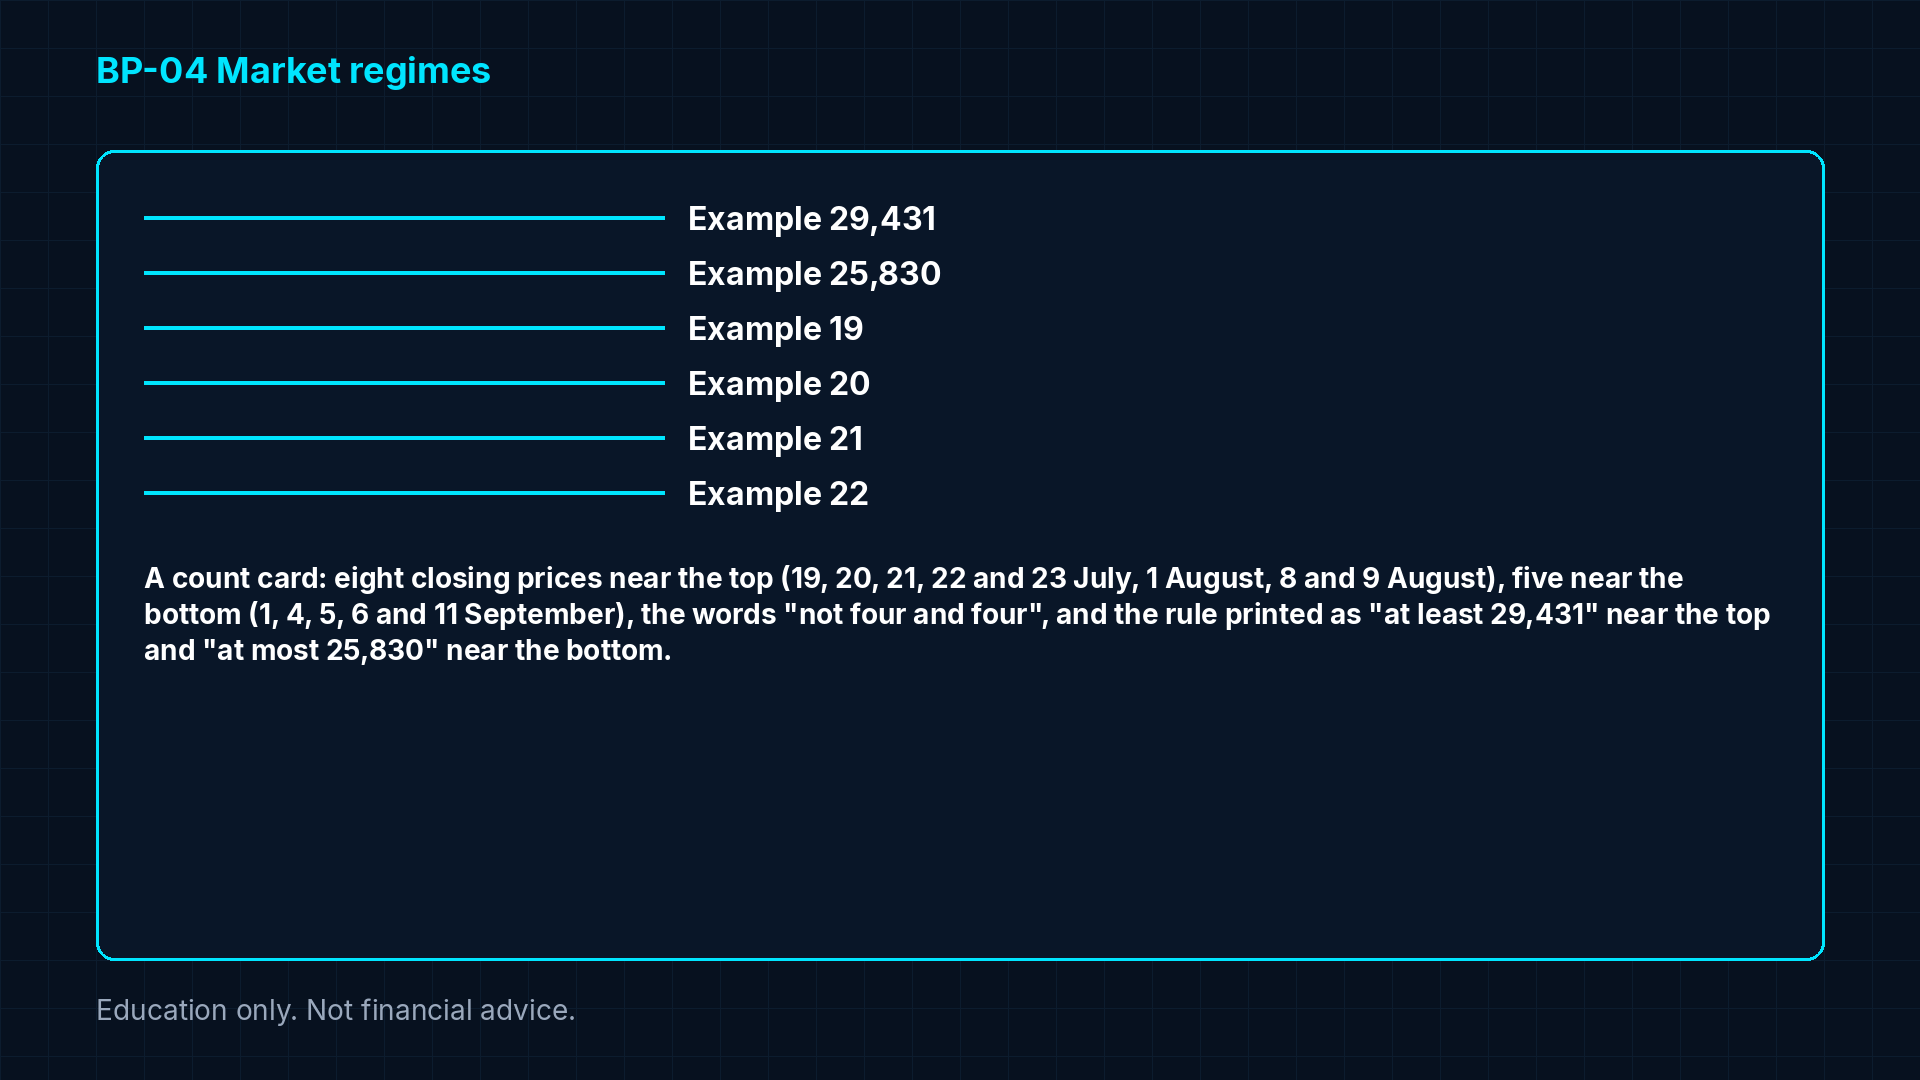 BP-04 Market regimes
Example 29,431
Example 25,830
Example 19
Example 20
Example 21
Example 22
A count card: eight closing prices near the top (19, 20, 21, 22 and 23 July, 1 August, 8 and 9 August), five near the
bottom (1, 4, 5, 6 and 11 September), the words "not four and four", and the rule printed as "at least 29,431" near the top
and "at most 25,830" near the bottom.
Education only. Not financial advice.